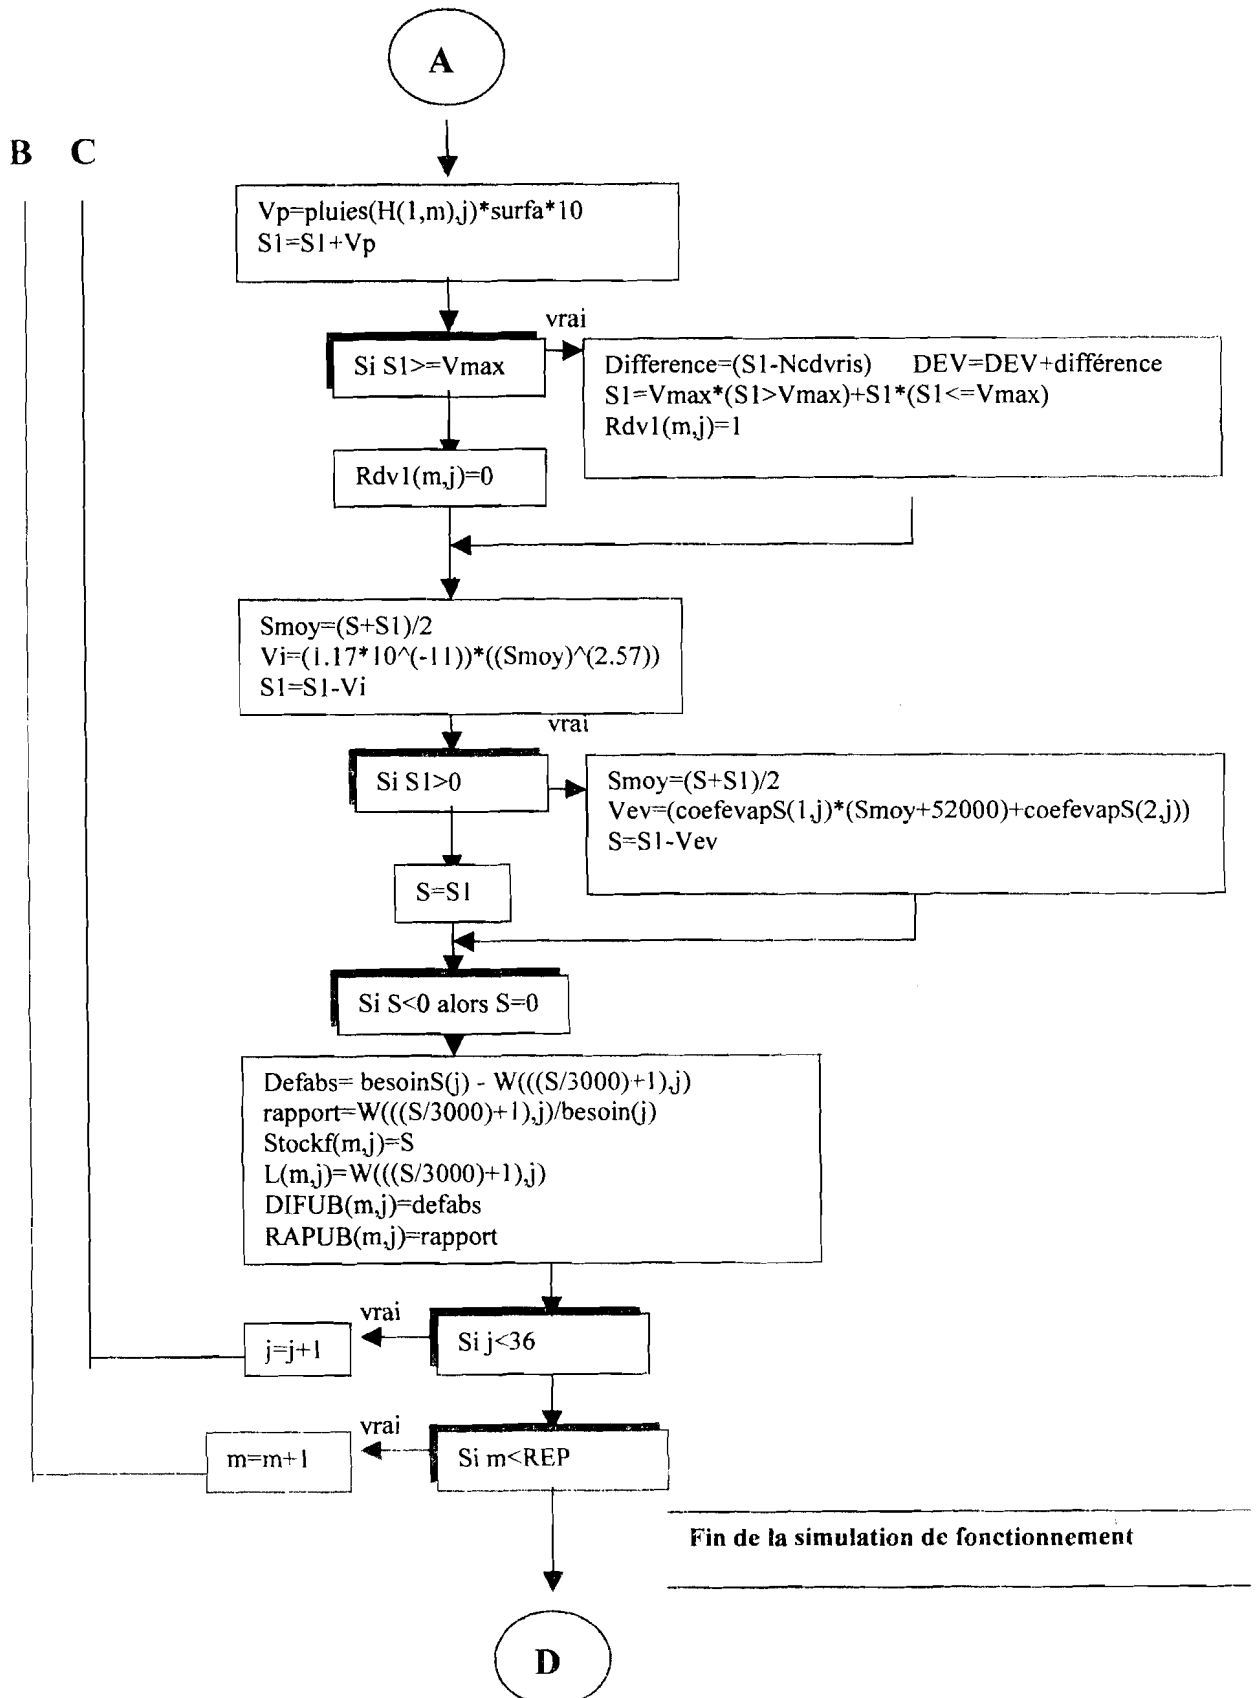 A
B C
Vp=pluies(H(1,m),j)*surfa*10
S1=S1+Vp
vrai
Si S1>=Vmax
Difference=(S1-Ncdvris) DEV=DEV+différence
S1=Vmax*(S1>Vmax)+S1*(S1<=Vmax)
Rdv1(m,j)=1
Rdv1(m,j)=0
Smoy=(S+S1)/2
Vi=(1.17*10^(-11))*((Smoy)^(2.57))
S1=S1-Vi
vrai
Si S1>0
Smoy=(S+S1)/2
Vev=(coefevapS(1,j)*(Smoy+52000)+coefevapS(2,j))
S=S1-Vev
S=S1
Si S<0 alors S=0
Defabs= besoinS(j) - W(((S/3000)+1),j)
rapport=W(((S/3000)+1),j)/besoin(j)
Stockf(m,j)=S
L(m,j)=W(((S/3000)+1),j)
DIFUB(m,j)=defabs
RAPUB(m,j)=rapport
vrai
j=j+1
Si j<36
vrai
m=m+1
Si m<REP
Fin de la simulation de fonctionnement
D